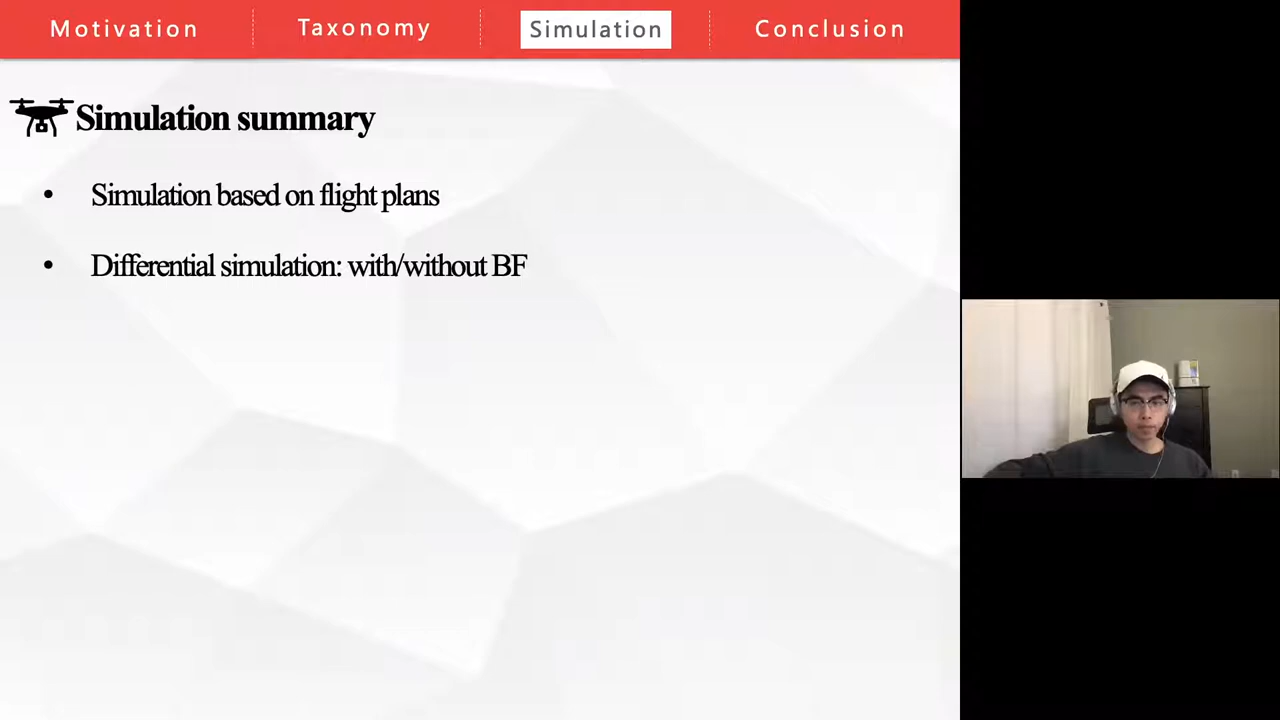 Motivation
Taxonomy
Simulation
Conclusion
Simulation summary
• Simulation based on flight plans
• Differential simulation: with/without BF